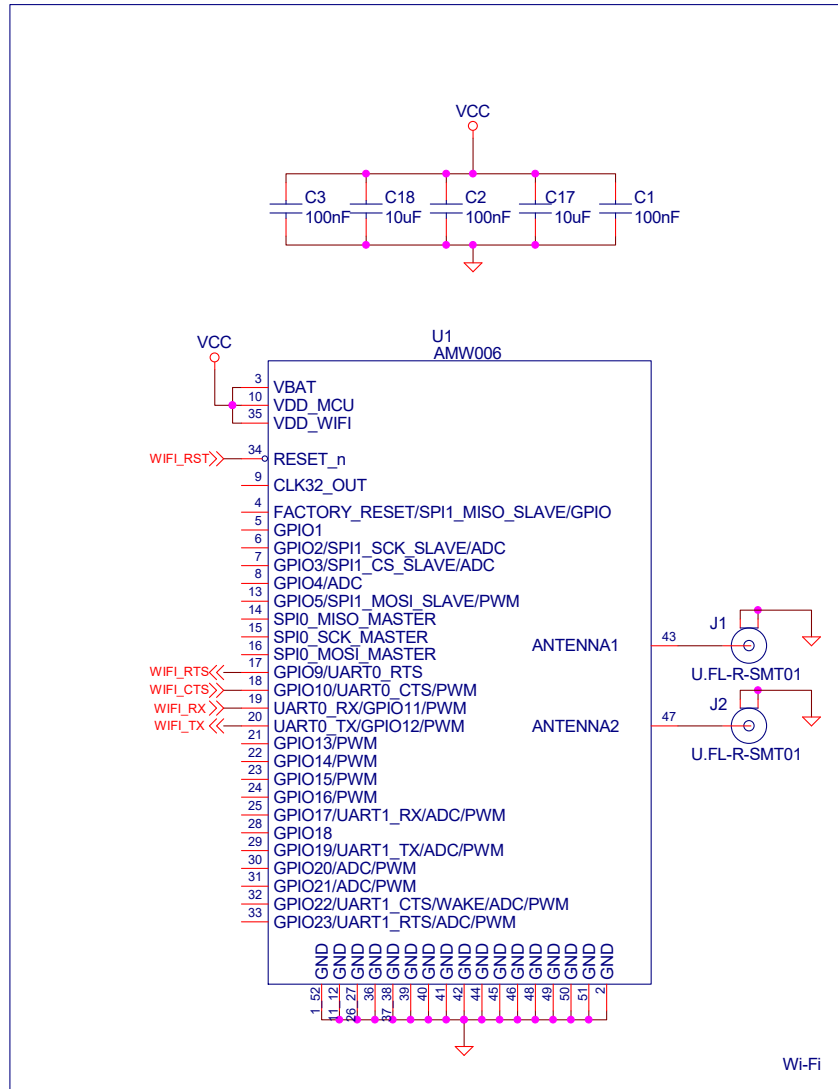 VCC
C3
100nF
C18
10uF
C2
100nF
C17
10uF
C1
100nF
U1
AMW006
VCC
3 VBAT
10 VDD_MCU
35 VDD_WIFI
WIFI_RST 34 RESET_n
9 CLK32_OUT
4 FACTORY_RESET/SPI1_MISO_SLAVE/GPIO
5 GPIO1
6 GPIO2/SPI1_SCK_SLAVE/ADC
7 GPIO3/SPI1_CS_SLAVE/ADC
8 GPIO4/ADC
13 GPIO5/SPI1_MOSI_SLAVE/PWM
14 SPI0_MISO_MASTER
15 SPI0_SCK_MASTER
16 SPI0_MOSI_MASTER
WIFI_RTS 17 GPIO9/UART0_RTS
WIFI_CTS 18 GPIO10/UART0_CTS/PWM
WIFI_RX 19 UART0_RX/GPIO11/PWM
WIFI_TX 20 UART0_TX/GPIO12/PWM
21 GPIO13/PWM
22 GPIO14/PWM
23 GPIO15/PWM
24 GPIO16/PWM
25 GPIO17/UART1_RX/ADC/PWM
28 GPIO18
29 GPIO19/UART1_TX/ADC/PWM
30 GPIO20/ADC/PWM
31 GPIO21/ADC/PWM
32 GPIO22/UART1_CTS/WAKE/ADC/PWM
33 GPIO23/UART1_RTS/ADC/PWM
ANTENNA1 43
J1
U.FL-R-SMT01
ANTENNA2 47
J2
U.FL-R-SMT01
GND GND GND GND GND GND GND GND GND GND GND GND GND GND GND GND GND
1 52 11 12 26 27 36 37 38 39 40 41 42 44 45 46 48 49 50 51 2
Wi-Fi